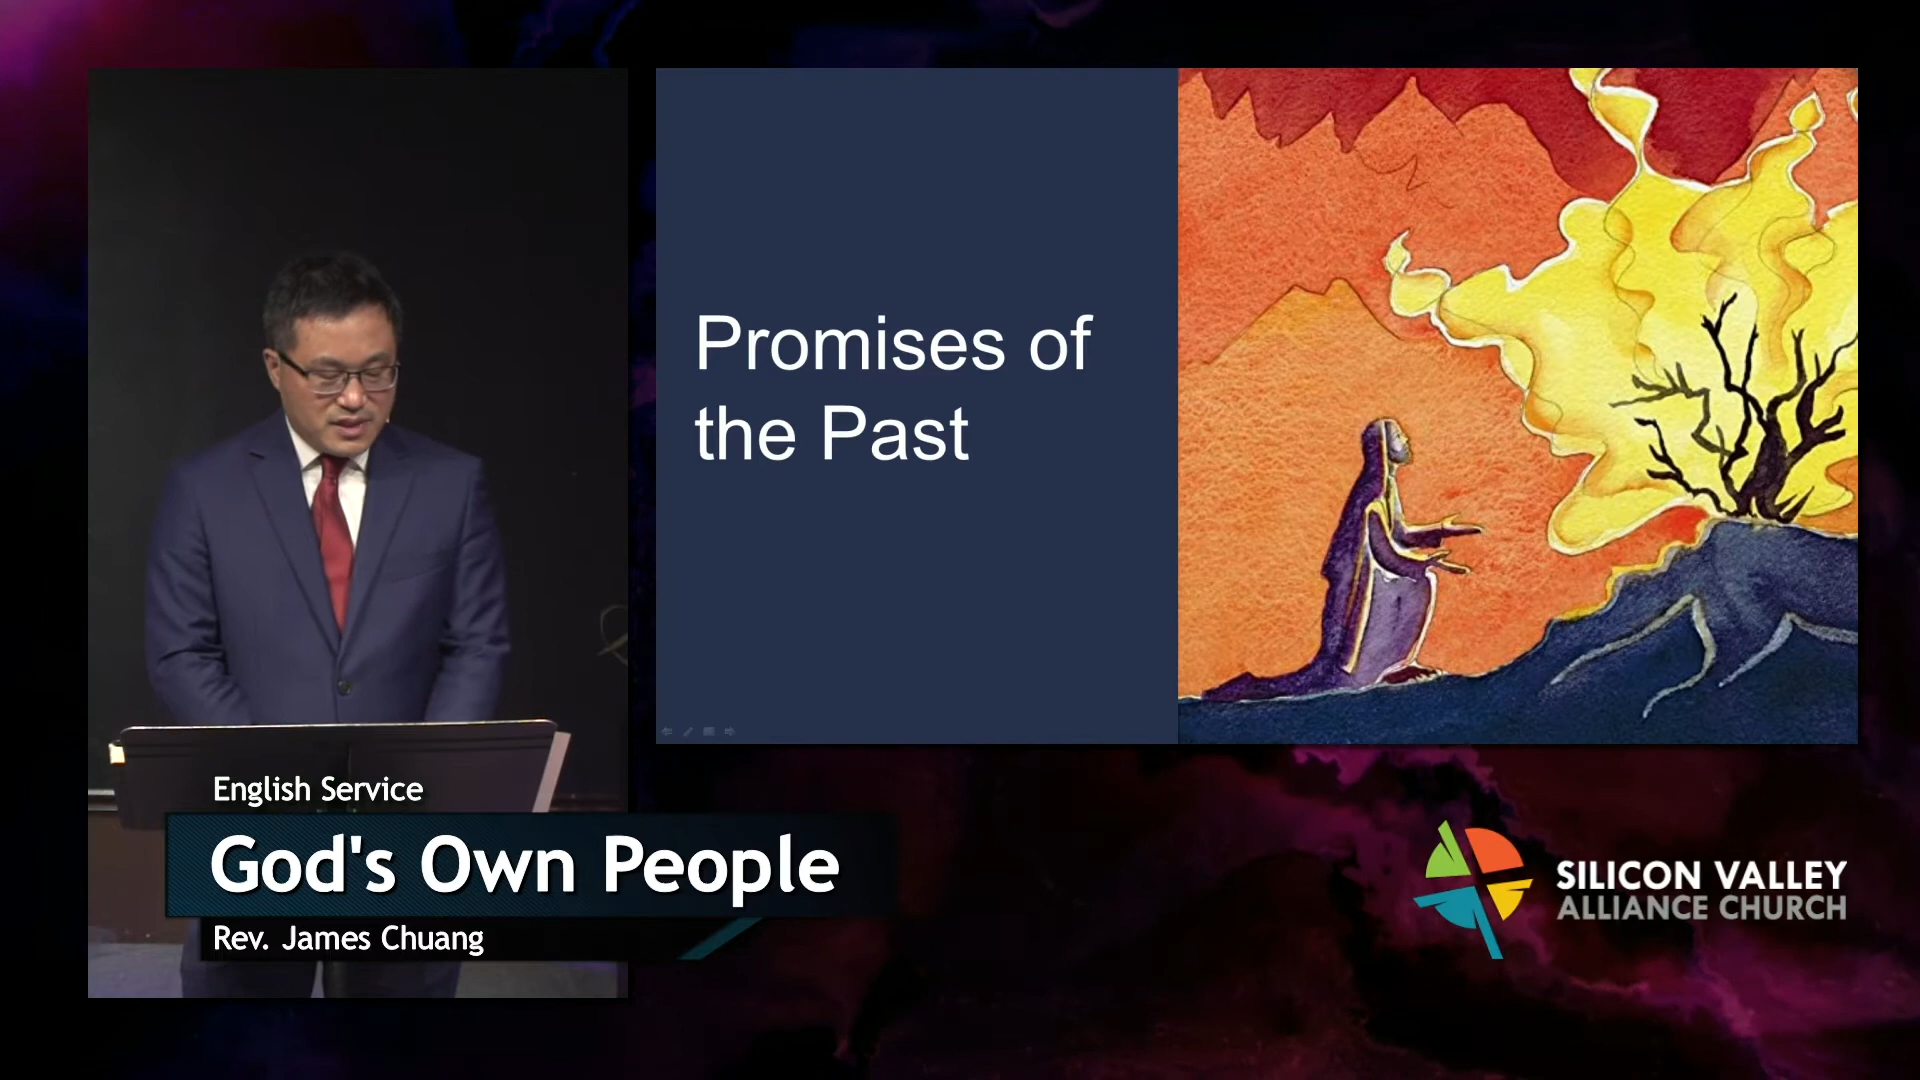 Promises of
the Past
English Service
God's Own People
Rev. James Chuang
SILICON VALLEY
ALLIANCE CHURCH